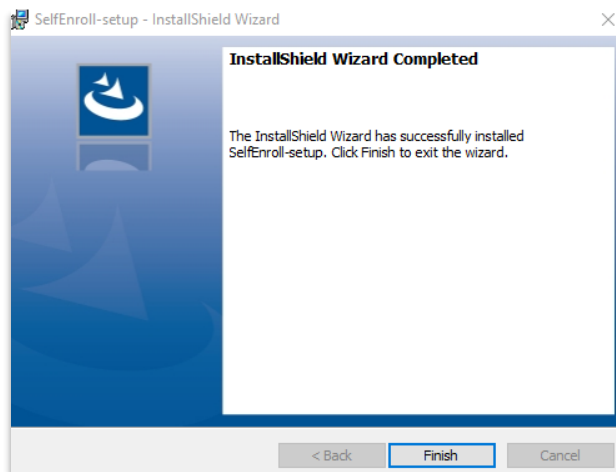 SelfEnroll-setup - InstallShield Wizard
InstallShield Wizard Completed
The InstallShield Wizard has successfully installed
SelfEnroll-setup. Click Finish to exit the wizard.
< Back
Finish
Cancel